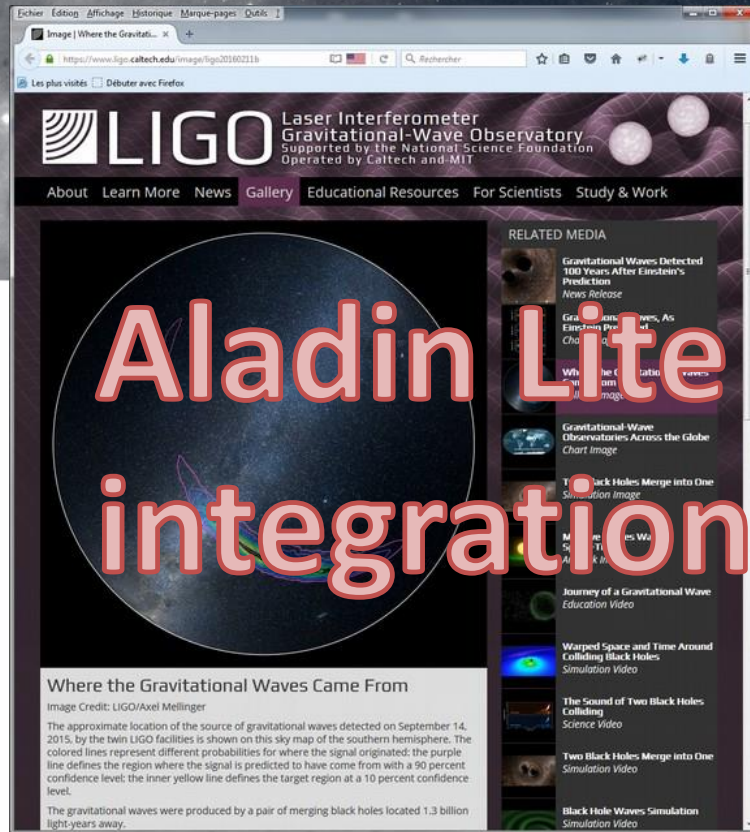 Fichier Édition Affichage Historique Marque-pages Outils ?
Image | Where the Gravitati... × +
https://www.ligo.caltech.edu/image/ligo20160211b
Rechercher
Les plus visités Débuter avec Firefox
LIGO
Laser Interferometer
Gravitational-Wave Observatory
Supported by the National Science Foundation
Operated by Caltech and MIT
About Learn More News Gallery Educational Resources For Scientists Study & Work
RELATED MEDIA
Gravitational Waves Detected
100 Years After Einstein's
Prediction
News Release
Aladin Lite
integration
Gravitational-Wave
Observatories Across the Globe
Chart Image
Black Holes Merge into One
Journey of a Gravitational Wave
Education Video
Warped Space and Time Around
Colliding Black Holes
Simulation Video
The Sound of Two Black Holes
Colliding
Science Video
Two Black Holes Merge into One
Simulation Video
Black Hole Waves Simulation
Simulation Video
Where the Gravitational Waves Came From
Image Credit: LIGO/Axel Mellinger
The approximate location of the source of gravitational waves detected on September 14,
2015, by the twin LIGO facilities is shown on this sky map of the southern hemisphere. The
colored lines represent different probabilities for where the signal originated: the purple
line defines the region where the signal is predicted to have come from with a 90 percent
confidence level; the inner yellow line defines the target region at a 10 percent confidence
level.
The gravitational waves were produced by a pair of merging black holes located 1.3 billion
light-years away.